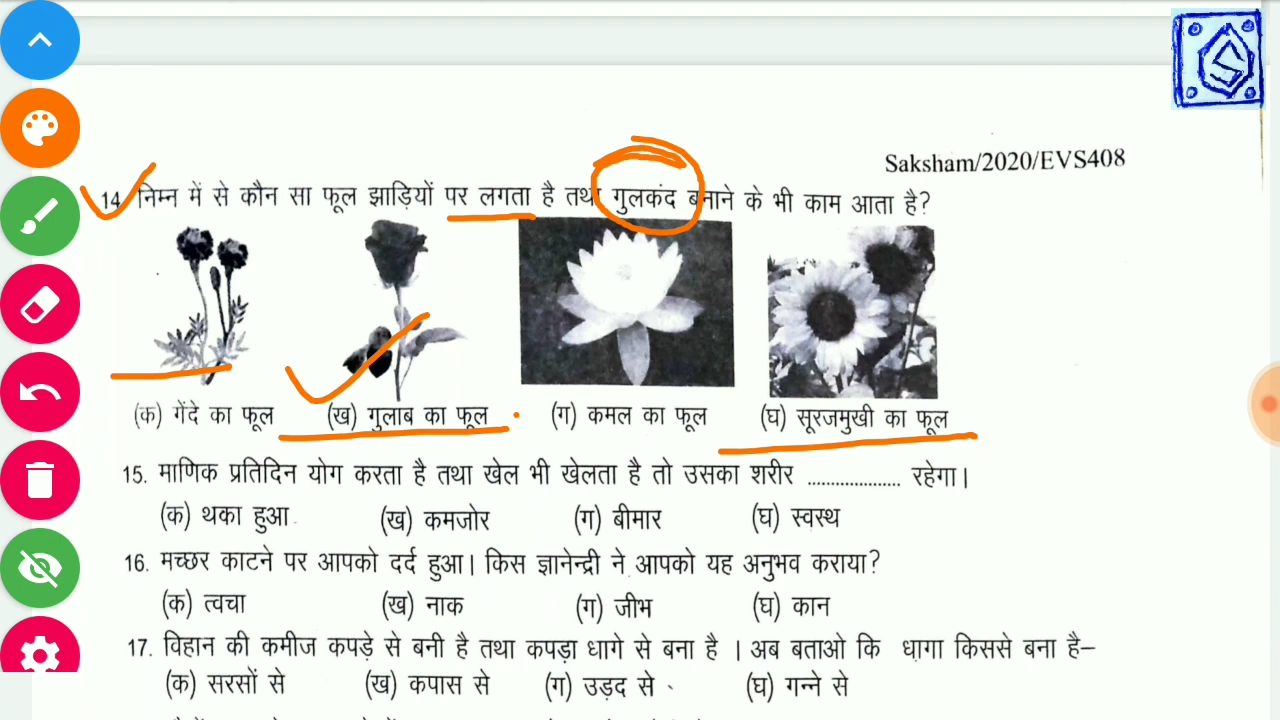 Saksham/2020/EVS408
14. निम्न में से कौन सा फूल झाड़ियों पर लगता है तथा गुलकंद बनाने के भी काम आता है?
(क) गेंदे का फूल (ख) गुलाब का फूल (ग) कमल का फूल (घ) सूरजमुखी का फूल
15. माणिक प्रतिदिन योग करता है तथा खेल भी खेलता है तो उसका शरीर .................... रहेगा।
(क) थका हुआ (ख) कमजोर (ग) बीमार (घ) स्वस्थ
16. मच्छर काटने पर आपको दर्द हुआ। किस ज्ञानेन्द्री ने आपको यह अनुभव कराया?
(क) त्वचा (ख) नाक (ग) जीभ (घ) कान
17. विहान की कमीज कपड़े से बनी है तथा कपड़ा धागे से बना है । अब बताओ कि धागा किससे बना है–
(क) सरसों से (ख) कपास से (ग) उड़द से (घ) गन्ने से